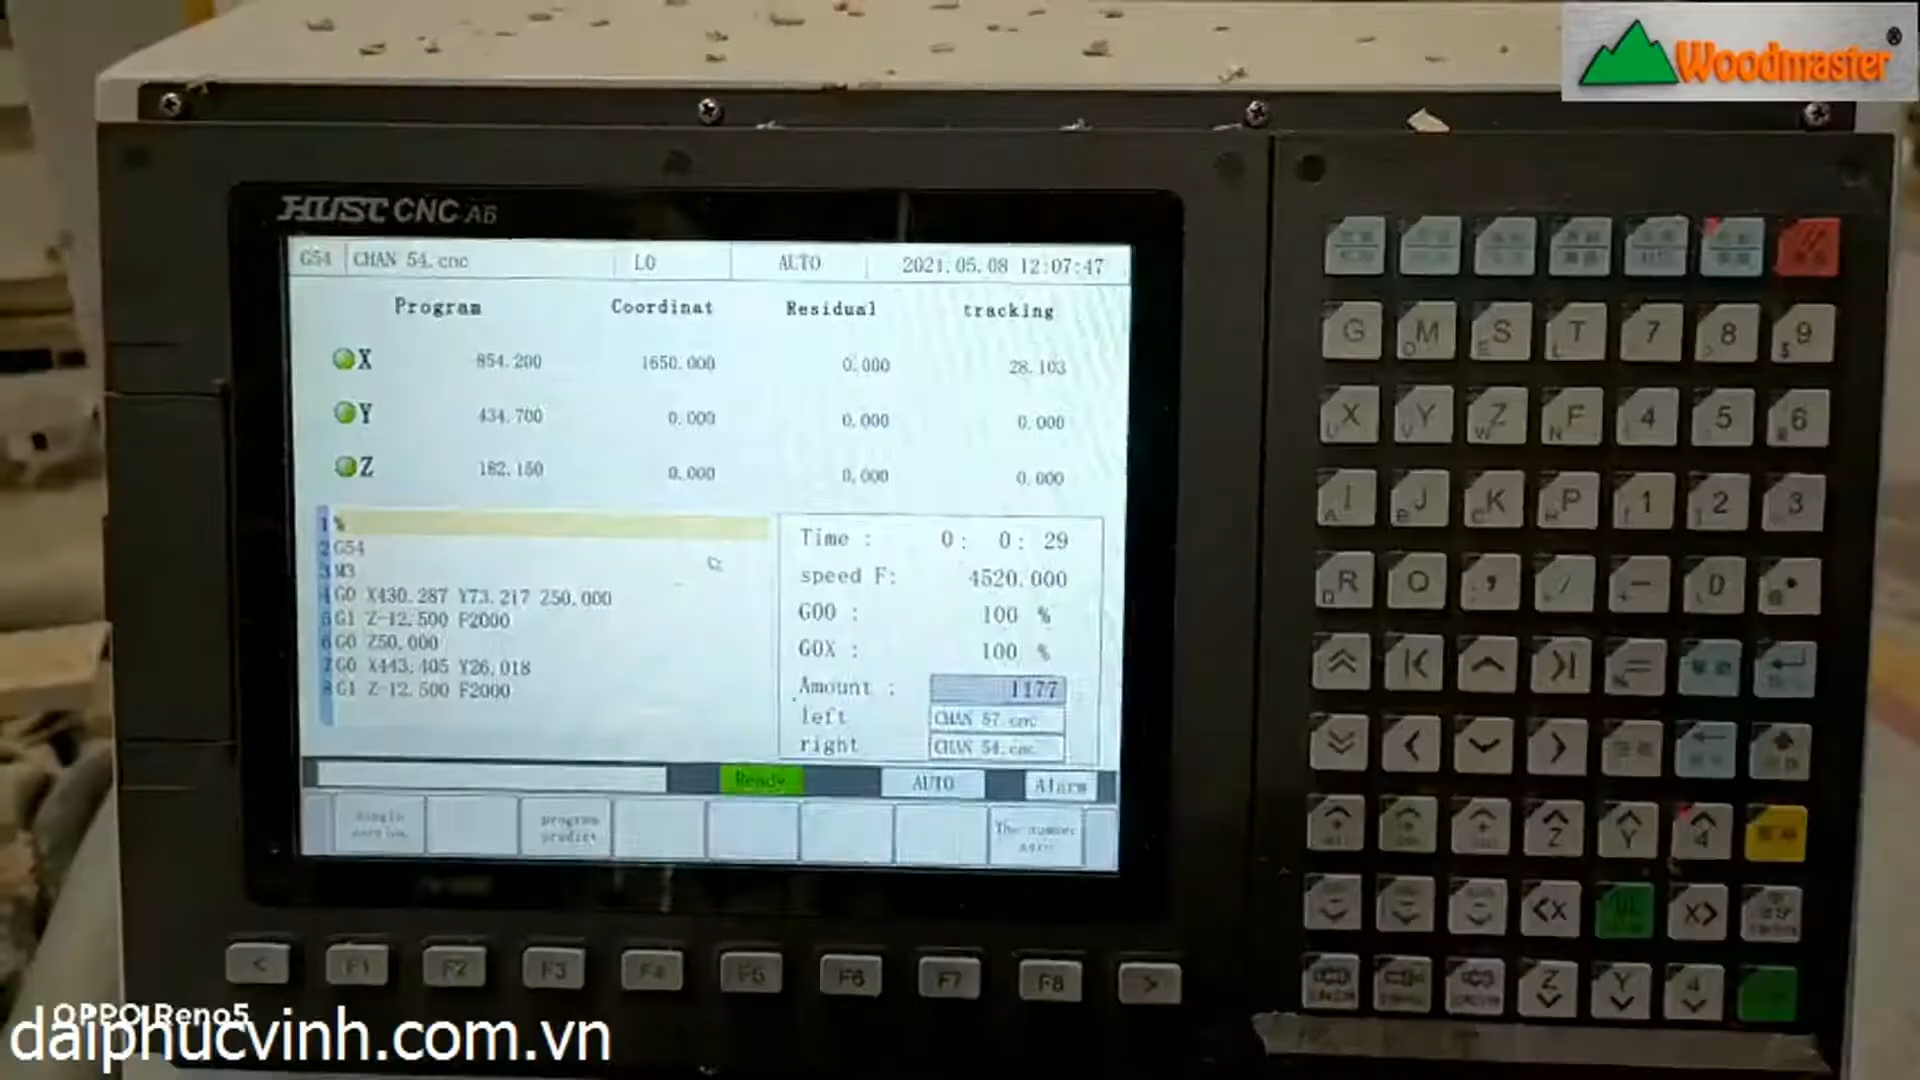 Woodmaster®
HUST CNC A6
G54 CHAN 54.cnc L0 AUTO 2021.05.08 12:07:47
Program Coordinat Residual tracking
X 854.200 1650.000 0.000 28.103
Y 434.700 0.000 0.000 0.000
Z 182.150 0.000 0.000 0.000
1 %
2 G54
3 M3
4 G0 X430.287 Y73.217 Z50.000
5 G1 Z-12.500 F2000
6 G0 Z50.000
7 G0 X443.405 Y26.018
8 G1 Z-12.500 F2000
Time : 0: 0: 29
speed F: 4520.000
G00 : 100 %
G0X : 100 %
Amount : 1177
left CHAN 57.cnc
right CHAN 54.cnc
Ready AUTO Alarm
program
The number
< F1 F2 F3 F4 F5 F6 F7 F8 >
G M S T 7 8 9
X Y Z F 4 5 6
I J K P 1 2 3
R O , / - 0 .
Z Y 4
<X X>
Z Y 4
OPPO Reno5
daiphucvinh.com.vn